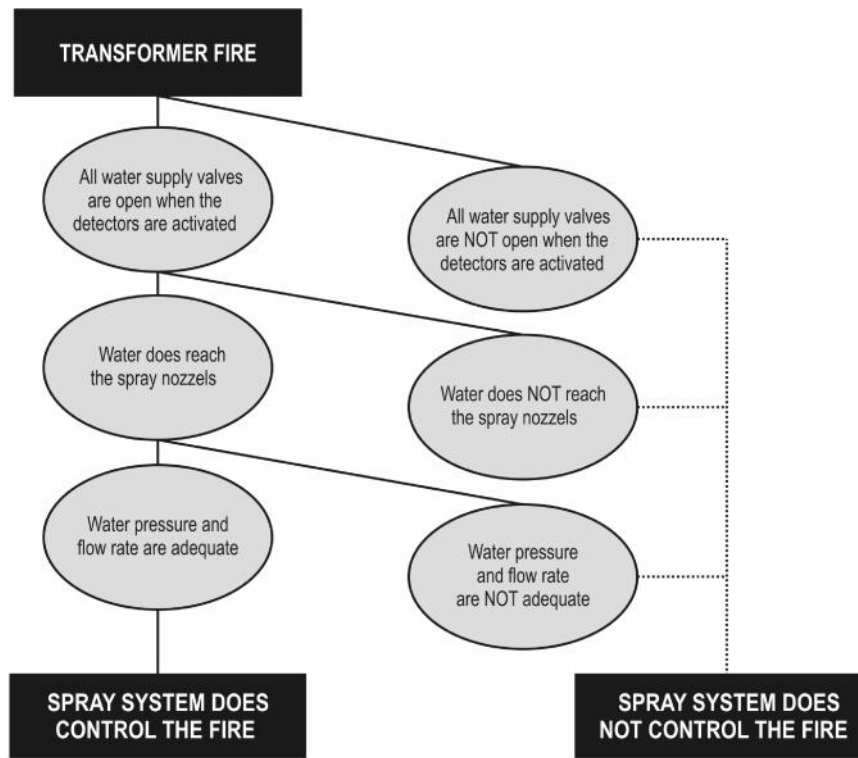 TRANSFORMER FIRE
All water supply valves
are open when the
detectors are activated
All water supply valves
are NOT open when the
detectors are activated
Water does reach
the spray nozzels
Water does NOT reach
the spray nozzels
Water pressure and
flow rate are adequate
Water pressure
and flow rate
are NOT adequate
SPRAY SYSTEM DOES
CONTROL THE FIRE
SPRAY SYSTEM DOES
NOT CONTROL THE FIRE